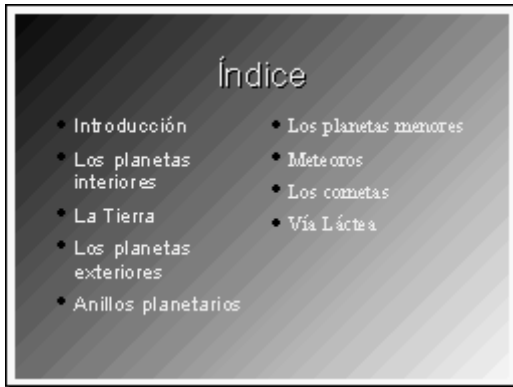 Índice
• Introducción
• Los planetas
interiores
• La Tierra
• Los planetas
exteriores
• Anillos planetarios
• Los planetas menores
• Meteoros
• Los cometas
• Vía Láctea